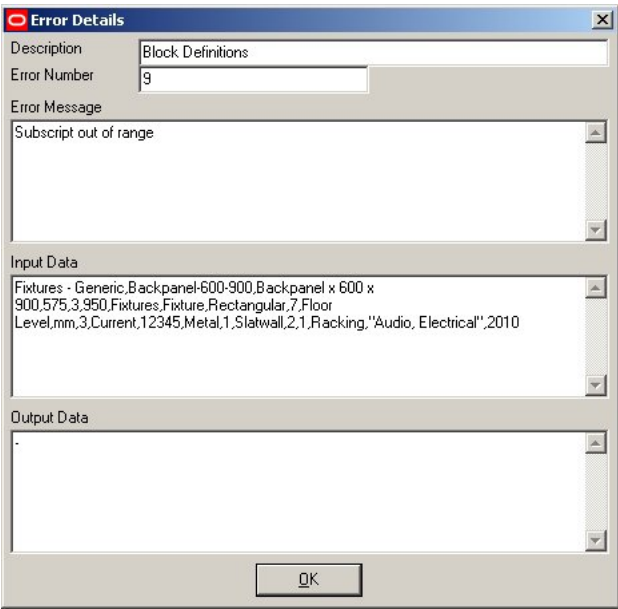 Error Details
Description
Block Definitions
Error Number
9
Error Message
Subscript out of range
Input Data
Fixtures - Generic,Backpanel-600-900,Backpanel x 600 x
900,575,3,950,Fixtures,Fixture,Rectangular,7,Floor
Level,mm,3,Current,12345,Metal,1,Slatwall,2,1,Racking,"Audio, Electrical",2010
Output Data
-
OK